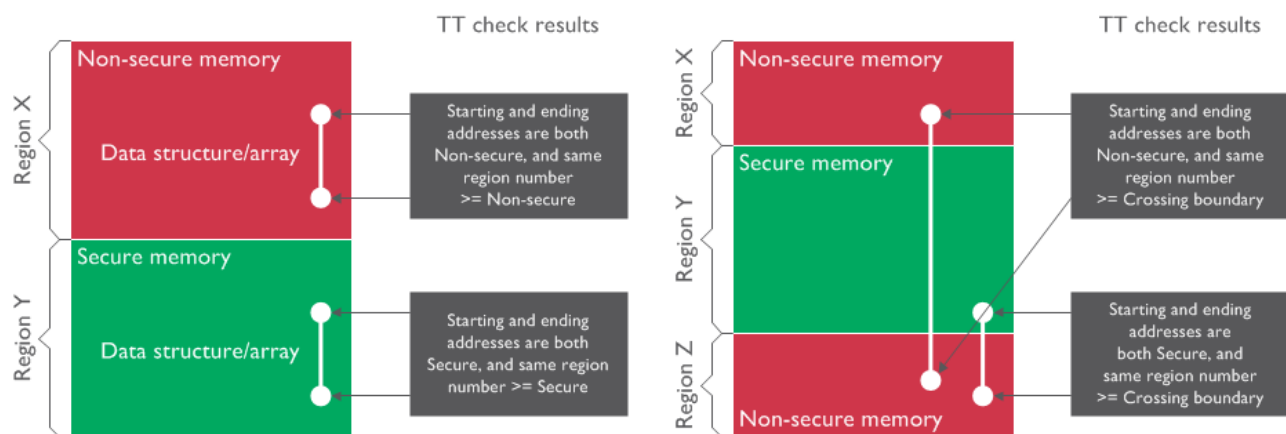 TT check results
Region X
Non-secure memory
Data structure/array
Starting and ending
addresses are both
Non-secure, and same
region number
>= Non-secure
Region Y
Secure memory
Data structure/array
Starting and ending
addresses are both
Secure, and same region
number >= Secure
TT check results
Region X
Non-secure memory
Starting and ending
addresses are both
Non-secure, and same
region number
>= Crossing boundary
Region Y
Secure memory
Region Z
Non-secure memory
Starting and ending
addresses are
both Secure, and
same region number
>= Crossing boundary